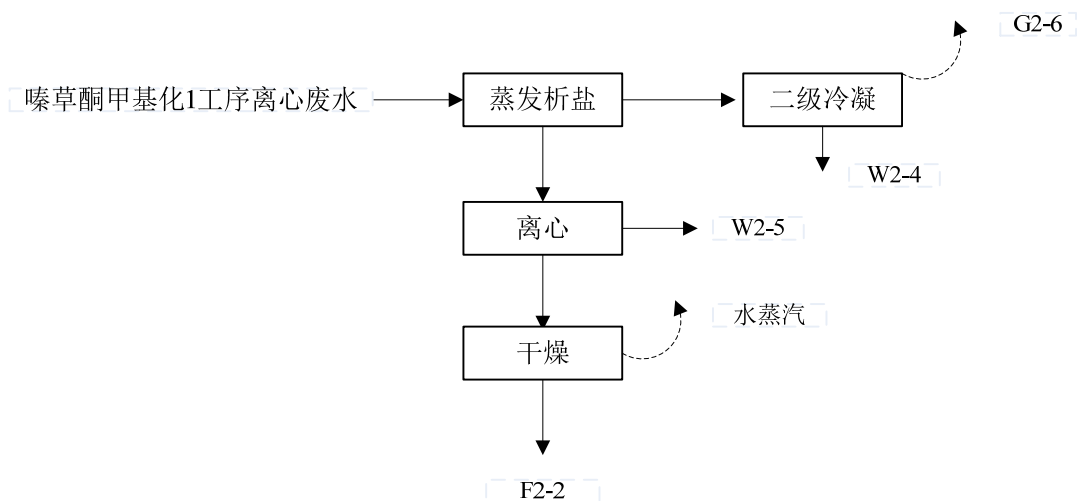 G2-6
嗪草酮甲基化1工序离心废水
蒸发析盐
二级冷凝
W2-4
离心
W2-5
水蒸汽
干燥
F2-2